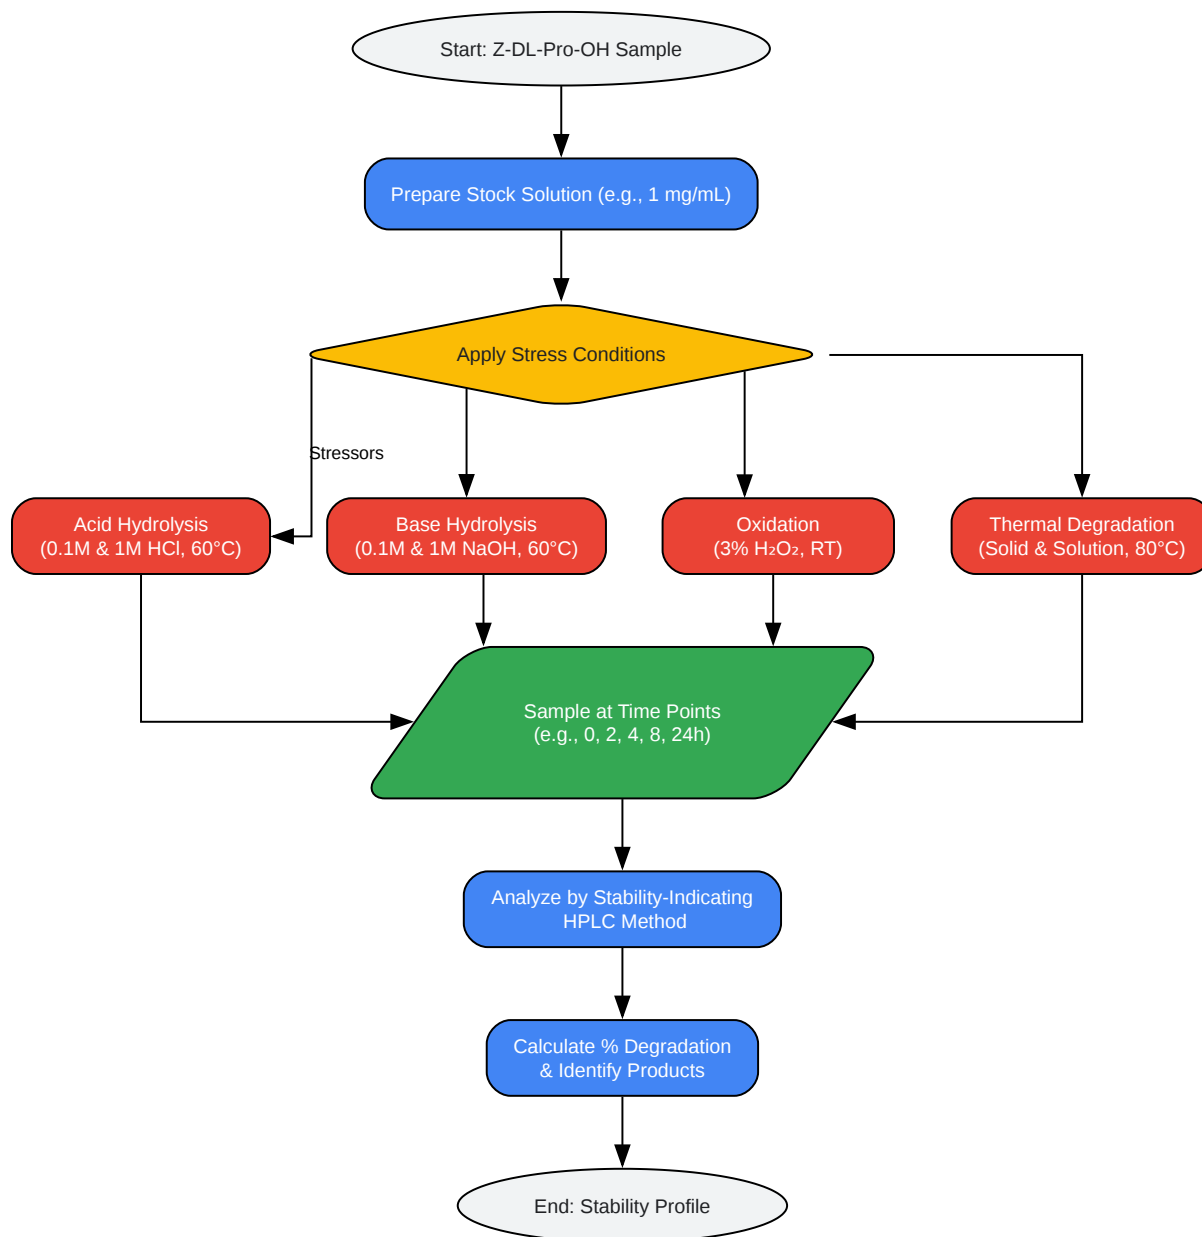 Start: Z-DL-Pro-OH Sample
Prepare Stock Solution (e.g., 1 mg/mL)
Apply Stress Conditions
Stressors
Acid Hydrolysis
(0.1M & 1M HCl, 60°C)
Base Hydrolysis
(0.1M & 1M NaOH, 60°C)
Oxidation
(3% H₂O₂, RT)
Thermal Degradation
(Solid & Solution, 80°C)
Sample at Time Points
(e.g., 0, 2, 4, 8, 24h)
Analyze by Stability-Indicating
HPLC Method
Calculate % Degradation
& Identify Products
End: Stability Profile